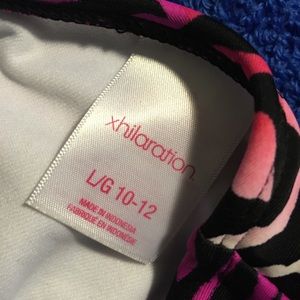 xhilaration
L/G 10-12
MADE IN INDONESIA
FABRIQUÉ EN INDONÉSIE